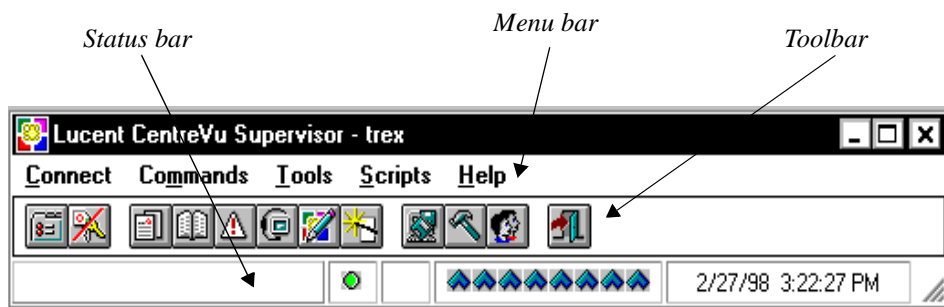 Status bar
Menu bar
Toolbar
Lucent CentreVu Supervisor - trex
Connect Commands Tools Scripts Help
2/27/98 3:22:27 PM